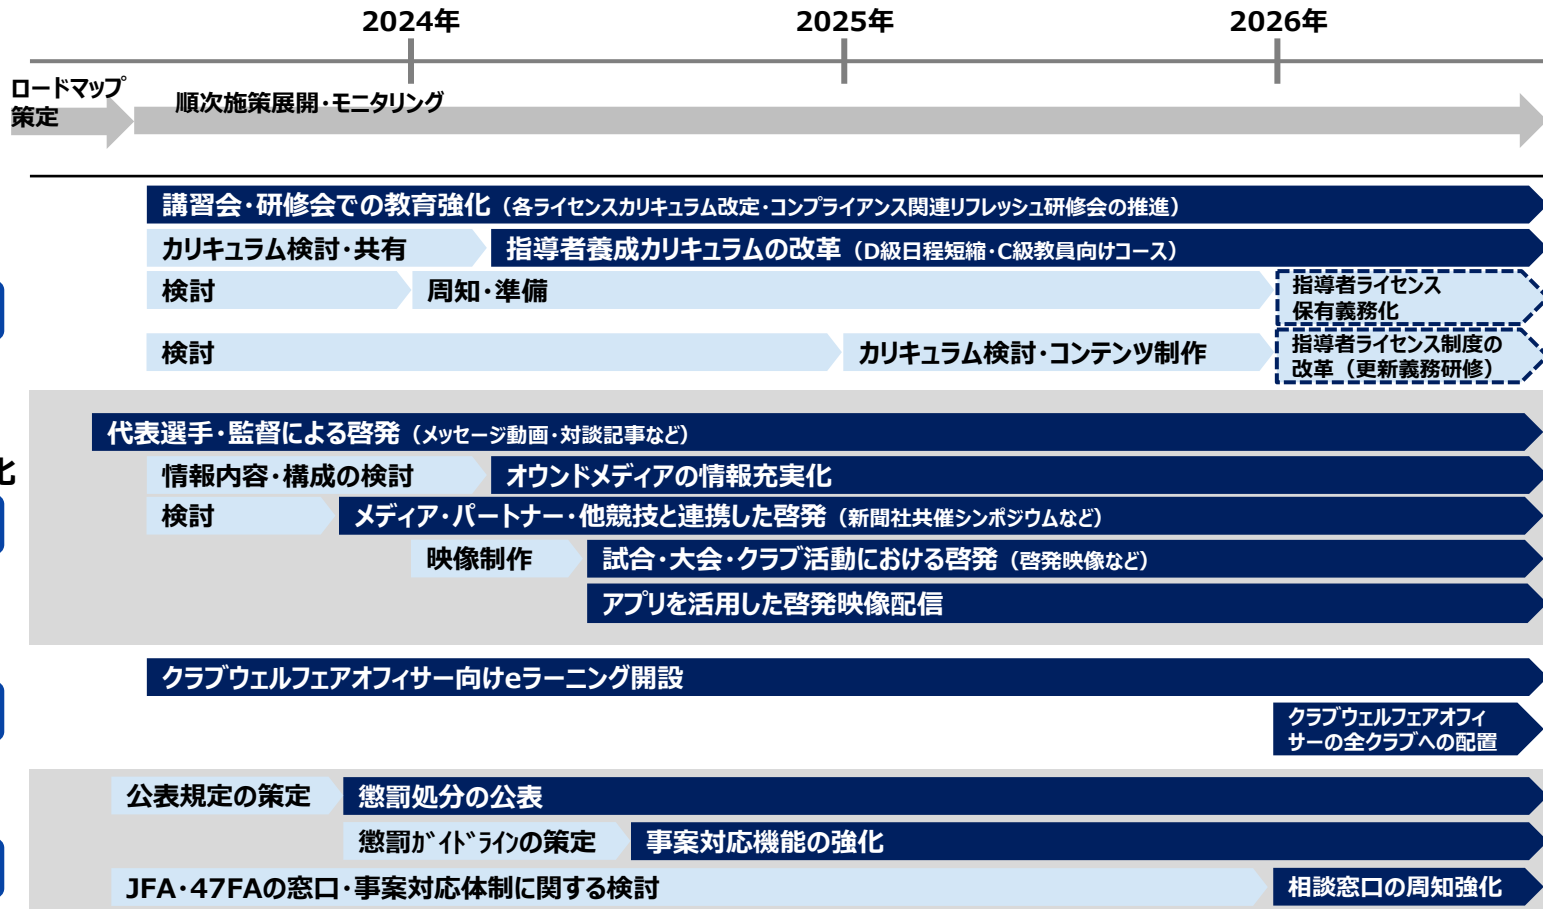 2024年
2025年
2026年
ロードマップ
策定
順次施策展開・モニタリング
講習会・研修会での教育強化（各ライセンスカリキュラム改定・コンプライアンス関連リフレッシュ研修会の推進）
カリキュラム検討・共有
指導者養成カリキュラムの改革（D級日程短縮・C級教員向けコース）
検討
周知・準備
指導者ライセンス
保有義務化
検討
カリキュラム検討・コンテンツ制作
指導者ライセンス制度の
改革（更新義務研修）
代表選手・監督による啓発（メッセージ動画・対談記事など）
化
情報内容・構成の検討
オウンドメディアの情報充実化
検討
メディア・パートナー・他競技と連携した啓発（新聞社共催シンポジウムなど）
映像制作
試合・大会・クラブ活動における啓発（啓発映像など）
アプリを活用した啓発映像配信
クラブウェルフェアオフィサー向けeラーニング開設
クラブウェルフェアオフィ
サーの全クラブへの配置
公表規定の策定
懲罰処分の公表
懲罰ｶﾞｲﾄﾞﾗｲﾝの策定
事案対応機能の強化
JFA・47FAの窓口・事案対応体制に関する検討
相談窓口の周知強化